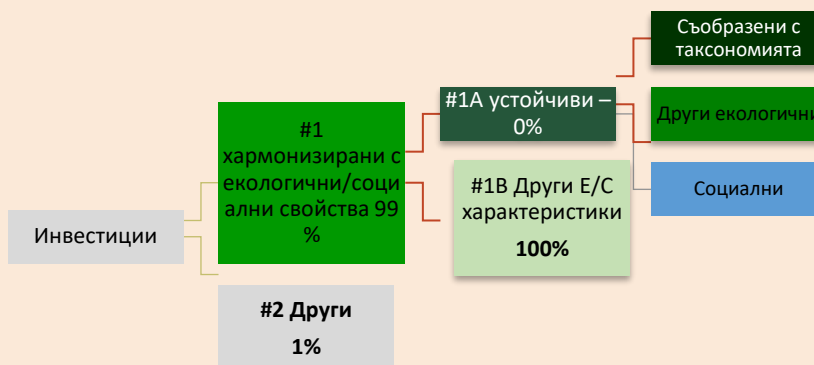 Инвестиции
#1
хармонизирани с
екологични/соци
ални свойства 99
%
#2 Други
1%
#1А устойчиви –
0%
#1В Други Е/С
характеристики
100%
Съобразени с
таксономията
Други екологични
Социални